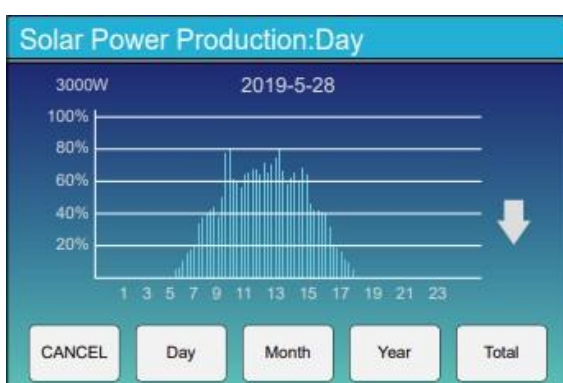 Solar Power Production:Day
3000W 2019-5-28
100%
80%
60%
40%
20%
1 3 5 7 9 11 13 15 17 19 21 23
CANCEL Day Month Year Total